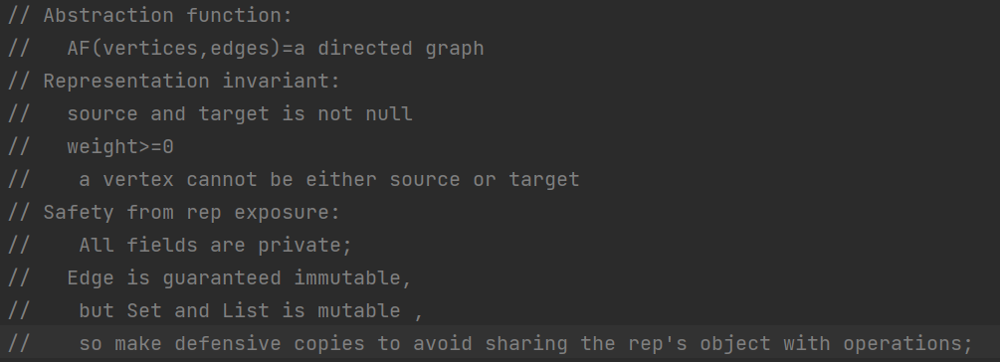 // Abstraction function:
//   AF(vertices,edges)=a directed graph
// Representation invariant:
//   source and target is not null
//   weight>=0
//    a vertex cannot be either source or target
// Safety from rep exposure:
//    All fields are private;
//   Edge is guaranteed immutable,
//    but Set and List is mutable ,
//    so make defensive copies to avoid sharing the rep's object with operations;